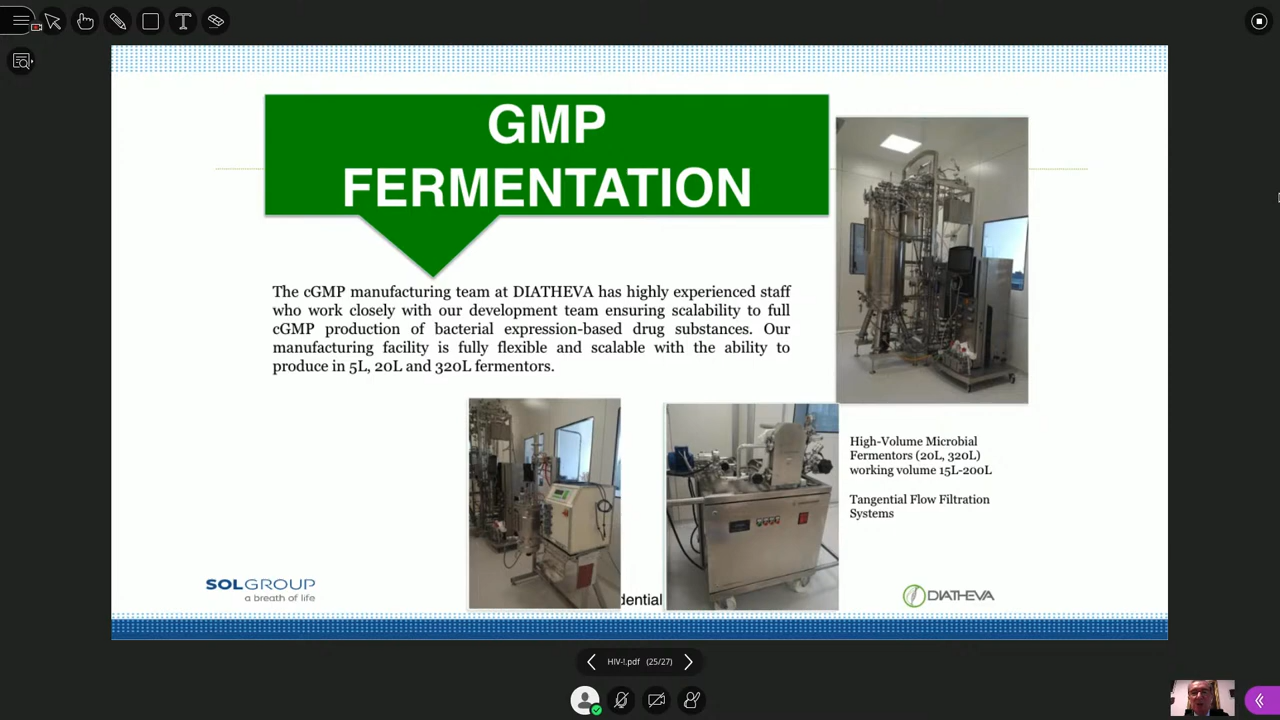 GMP
FERMENTATION
The cGMP manufacturing team at DIATHEVA has highly experienced staff
who work closely with our development team ensuring scalability to full
cGMP production of bacterial expression-based drug substances. Our
manufacturing facility is fully flexible and scalable with the ability to
produce in 5L, 20L and 320L fermentors.
High-Volume Microbial
Fermentors (20L, 320L)
working volume 15L-200L
Tangential Flow Filtration
Systems
SOLGROUP
a breath of life
dential
DIATHEVA
HIV-!.pdf (25/27)